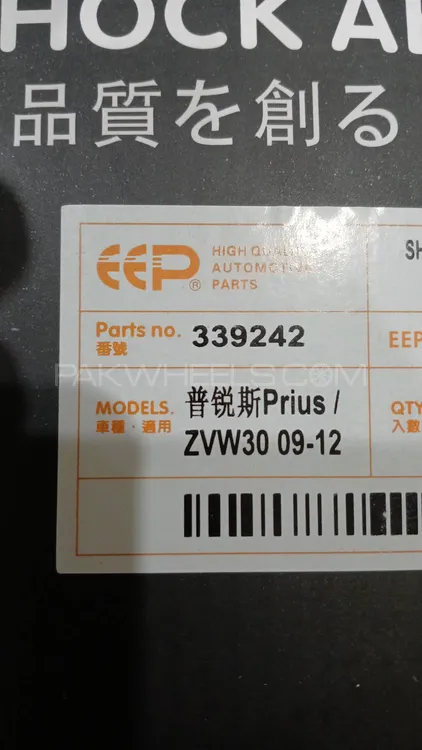 HOCK A
品質を創る
EEP®
HIGH QUALITY
AUTOMOTIVE
PARTS
SH
Parts no.
番號
339242
EEP
PAKWHEELS.COM
MODELS.
車種·適用
普锐斯Prius /
ZVW30 09-12
QTY
入數